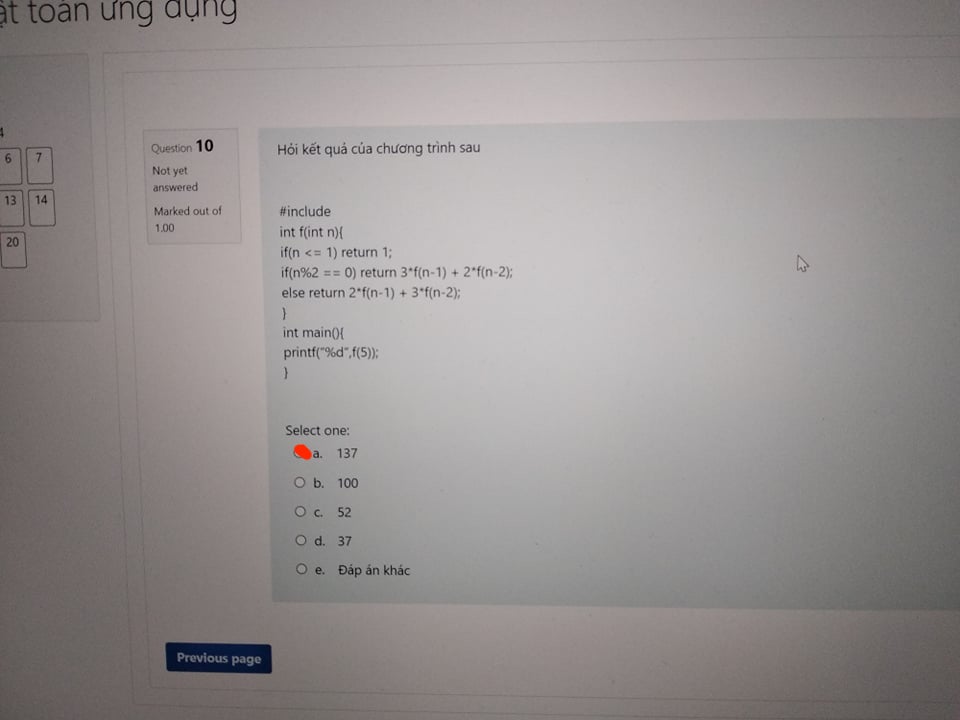 ật toán ứng dụng
4
6 7
13 14
20
Question 10
Not yet
answered
Marked out of
1.00
Hỏi kết quả của chương trình sau
#include
int f(int n){
if(n <= 1) return 1;
if(n%2 == 0) return 3*f(n-1) + 2*f(n-2);
else return 2*f(n-1) + 3*f(n-2);
}
int main(){
printf("%d",f(5));
}
Select one:
a. 137
b. 100
c. 52
d. 37
e. Đáp án khác
Previous page